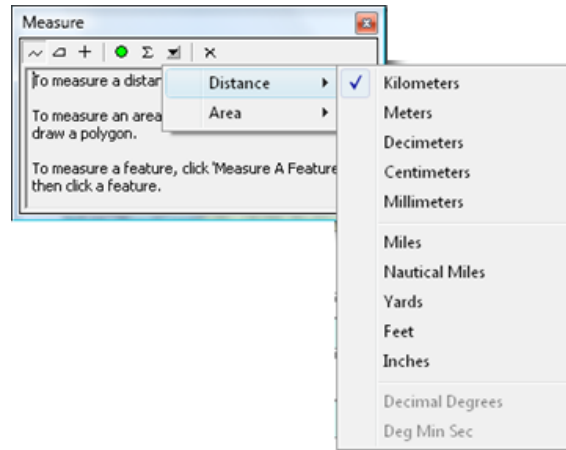 Measure
To measure a distan
To measure an area
draw a polygon.
To measure a feature, click 'Measure A Feature
then click a feature.
Distance
Area
Kilometers
Meters
Decimeters
Centimeters
Millimeters
Miles
Nautical Miles
Yards
Feet
Inches
Decimal Degrees
Deg Min Sec